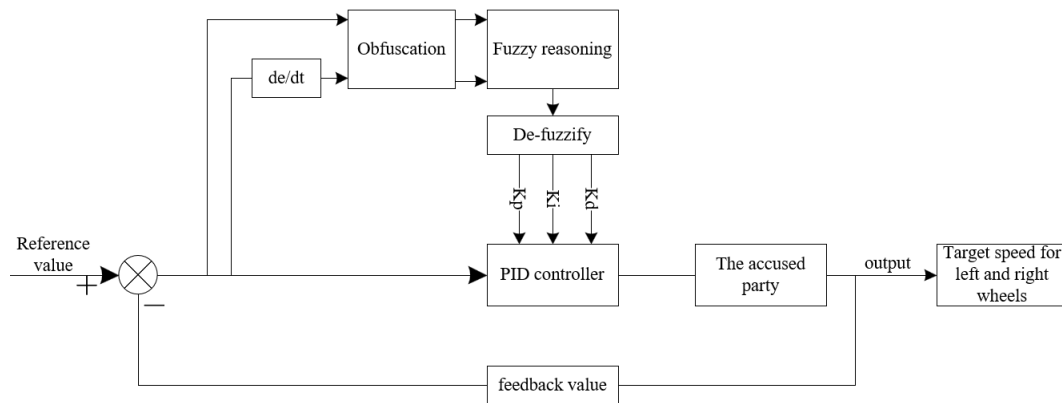 Obfuscation
Fuzzy reasoning
de/dt
De-fuzzify
Kp
Ki
Kd
Reference
value
+
−
PID controller
The accused
party
output
Target speed for
left and right
wheels
feedback value